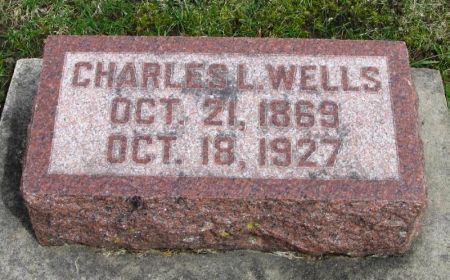 CHARLES L. WELLS
OCT. 21, 1869
OCT. 18, 1927